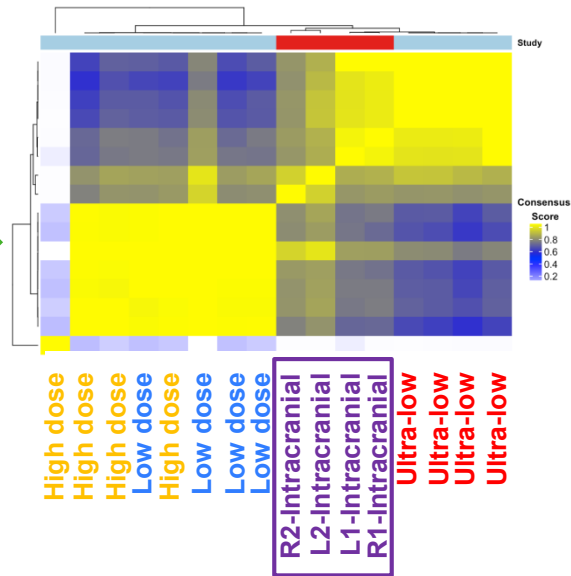 Study
Consensus
Score
1
0.8
0.6
0.4
0.2
High dose
High dose
High dose
Low dose
High dose
Low dose
Low dose
Low dose
R2-Intracranial
L2-Intracranial
L1-Intracranial
R1-Intracranial
Ultra-low
Ultra-low
Ultra-low
Ultra-low